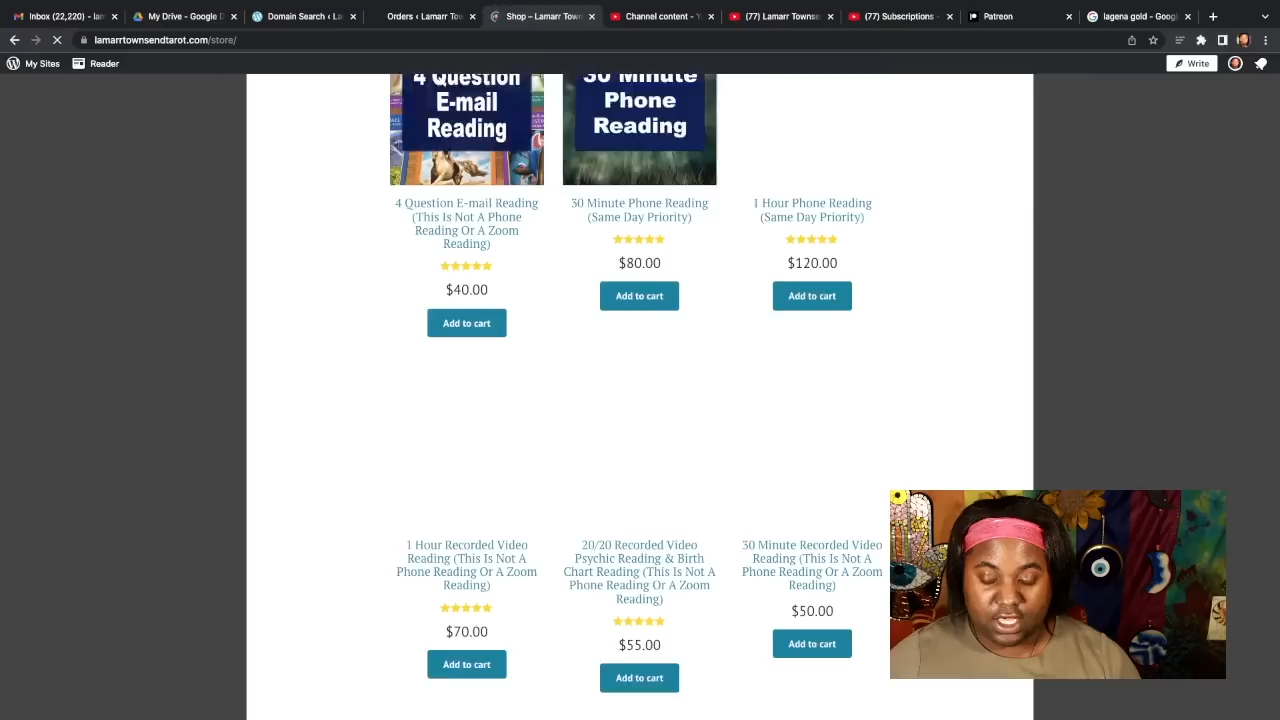 Inbox (22,220) - lam
My Drive - Google D
Domain Search ‹ La
Orders ‹ Lamarr Tow
Shop – Lamarr Town
Channel content - Y
(77) Lamarr Townse
(77) Subscriptions -
Patreon
lagena gold - Goog
lamarrtownsendtarot.com/store/
My Sites
Reader
Write
4 Question
E-mail
Reading
30 Minute
Phone
Reading
4 Question E-mail Reading
(This Is Not A Phone
Reading Or A Zoom
Reading)
$40.00
Add to cart
30 Minute Phone Reading
(Same Day Priority)
$80.00
Add to cart
1 Hour Phone Reading
(Same Day Priority)
$120.00
Add to cart
1 Hour Recorded Video
Reading (This Is Not A
Phone Reading Or A Zoom
Reading)
$70.00
Add to cart
20/20 Recorded Video
Psychic Reading & Birth
Chart Reading (This Is Not A
Phone Reading Or A Zoom
Reading)
$55.00
Add to cart
30 Minute Recorded Video
Reading (This Is Not A
Phone Reading Or A Zoom
Reading)
$50.00
Add to cart